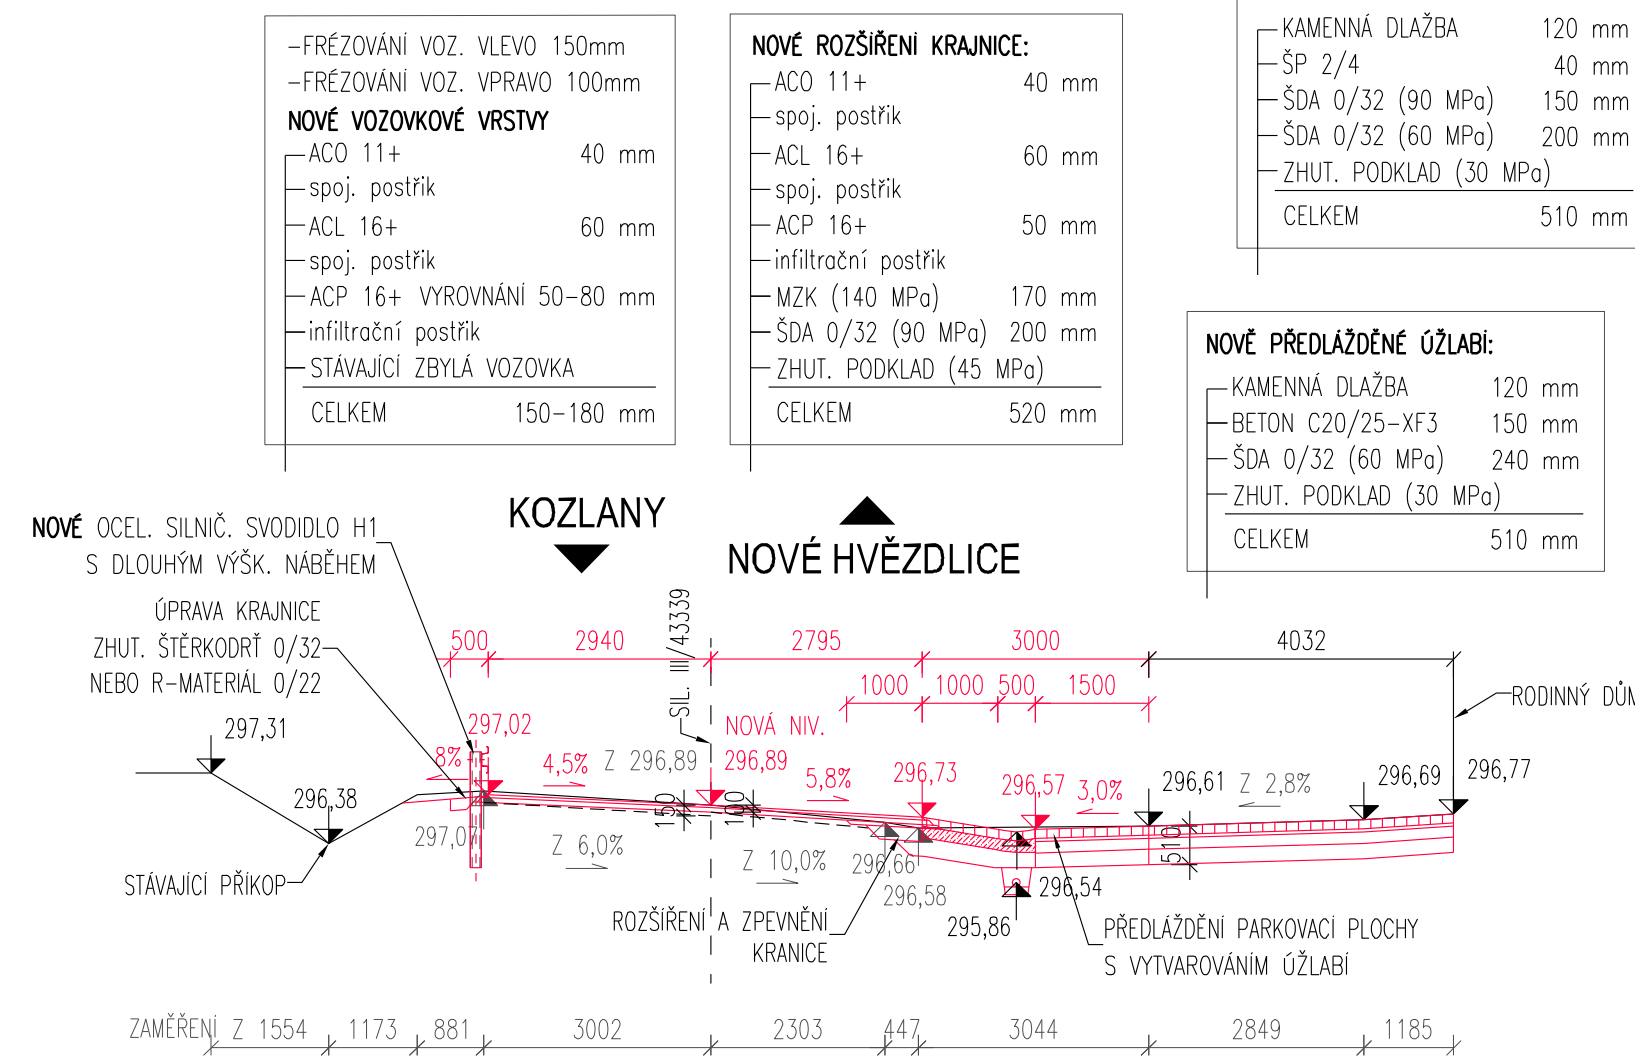 -FRÉZOVÁNÍ VOZ. VLEVO 150mm
-FRÉZOVÁNÍ VOZ. VPRAVO 100mm
NOVÉ VOZOVKOVÉ VRSTVY
ACO 11+ 40 mm
spoj. postřik
ACL 16+ 60 mm
spoj. postřik
ACP 16+ VYROVNÁNÍ 50-80 mm
infiltrační postřik
STÁVAJÍCÍ ZBYLÁ VOZOVKA
CELKEM 150-180 mm
NOVÉ ROZŠÍŘENÍ KRAJNICE:
ACO 11+ 40 mm
spoj. postřik
ACL 16+ 60 mm
spoj. postřik
ACP 16+ 50 mm
infiltrační postřik
MZK (140 MPa) 170 mm
ŠDA 0/32 (90 MPa) 200 mm
ZHUT. PODKLAD (45 MPa)
CELKEM 520 mm
KAMENNÁ DLAŽBA 120 mm
ŠP 2/4 40 mm
ŠDA 0/32 (90 MPa) 150 mm
ŠDA 0/32 (60 MPa) 200 mm
ZHUT. PODKLAD (30 MPa)
CELKEM 510 mm
NOVĚ PŘEDLÁŽDĚNÉ ÚŽLABÍ:
KAMENNÁ DLAŽBA 120 mm
BETON C20/25-XF3 150 mm
ŠDA 0/32 (60 MPa) 240 mm
ZHUT. PODKLAD (30 MPa)
CELKEM 510 mm
KOZLANY
NOVÉ HVĚZDLICE
NOVÉ OCEL. SILNIČ. SVODIDLO H1
S DLOUHÝM VÝŠK. NÁBĚHEM
ÚPRAVA KRAJNICE
ZHUT. ŠTĚRKODRŤ 0/32
NEBO R-MATERIÁL 0/22
SIL. III/43339
500 2940 2795 3000 4032
1000 1000 500 1500
RODINNÝ DŮM
297,31 297,02 NOVÁ NIV.
8% 4,5% Z 296,89 296,89 5,8% 296,73 296,57 3,0% 296,61 Z 2,8% 296,69 296,77
296,38 150 100
297,07 Z 6,0% Z 10,0% 296,66 510
296,58 296,54
STÁVAJÍCÍ PŘÍKOP
295,86
ROZŠÍŘENÍ A ZPEVNĚNÍ
KRANICE
PŘEDLÁŽDĚNÍ PARKOVACÍ PLOCHY
S VYTVAROVÁNÍM ÚŽLABÍ
ZAMĚŘENÍ Z 1554 1173 881 3002 2303 447 3044 2849 1185